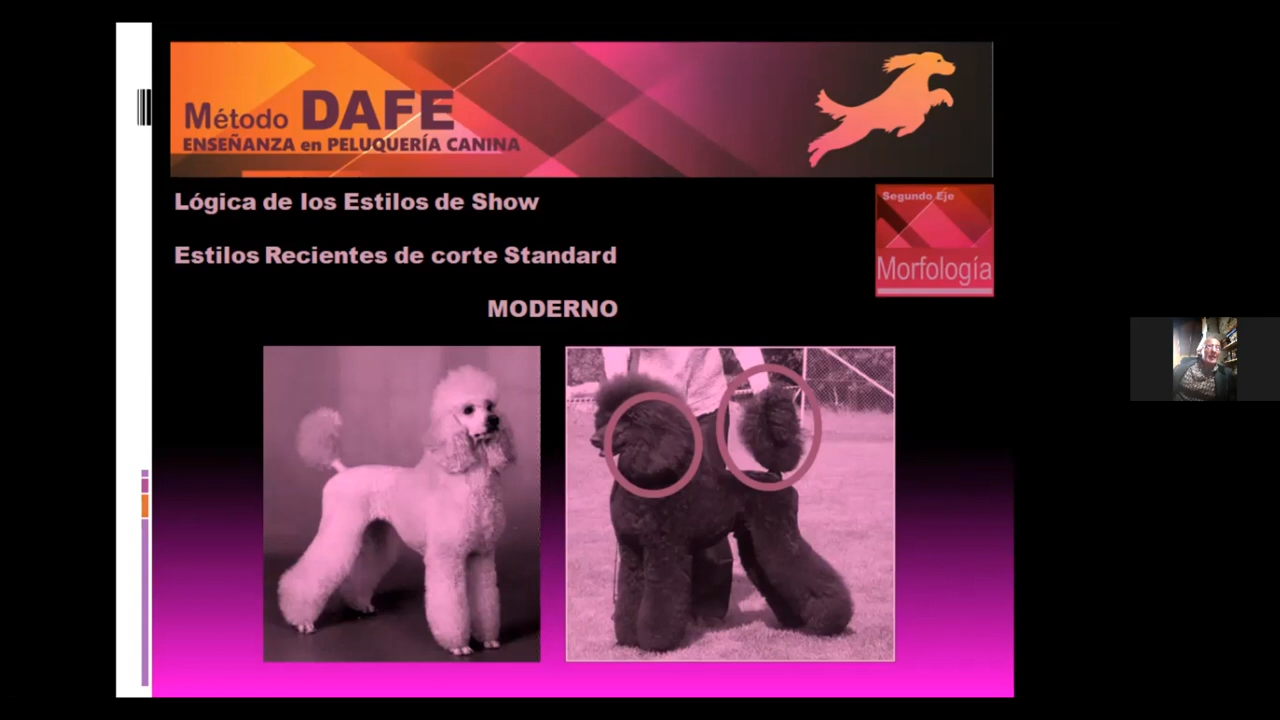 Método DAFE
ENSEÑANZA en PELUQUERÍA CANINA
Lógica de los Estilos de Show
Segundo Eje
Morfología
Estilos Recientes de corte Standard
MODERNO